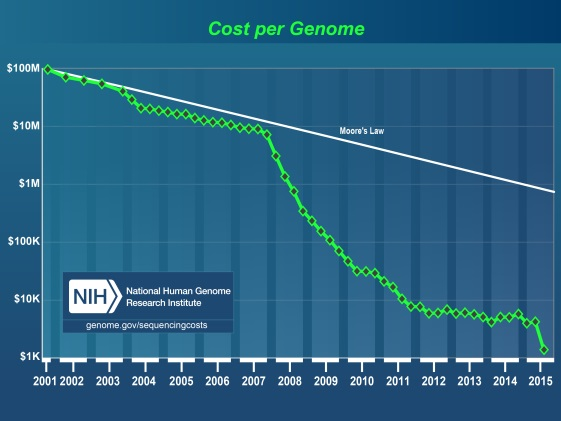 Cost per Genome
$100M
$10M
$1M
$100K
$10K
$1K
Moore's Law
NIH
National Human Genome
Research Institute
genome.gov/sequencingcosts
2001 2002 2003 2004 2005 2006 2007 2008 2009 2010 2011 2012 2013 2014 2015